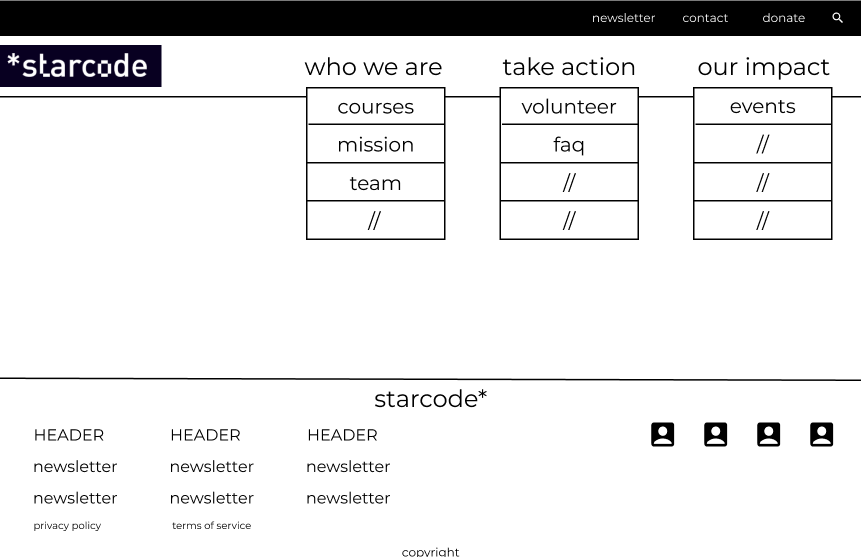 newsletter contact donate
*starcode
who we are take action our impact
courses volunteer events
mission faq //
team // //
// // //
starcode*
HEADER HEADER HEADER
newsletter newsletter newsletter
newsletter newsletter newsletter
privacy policy terms of service
copyright